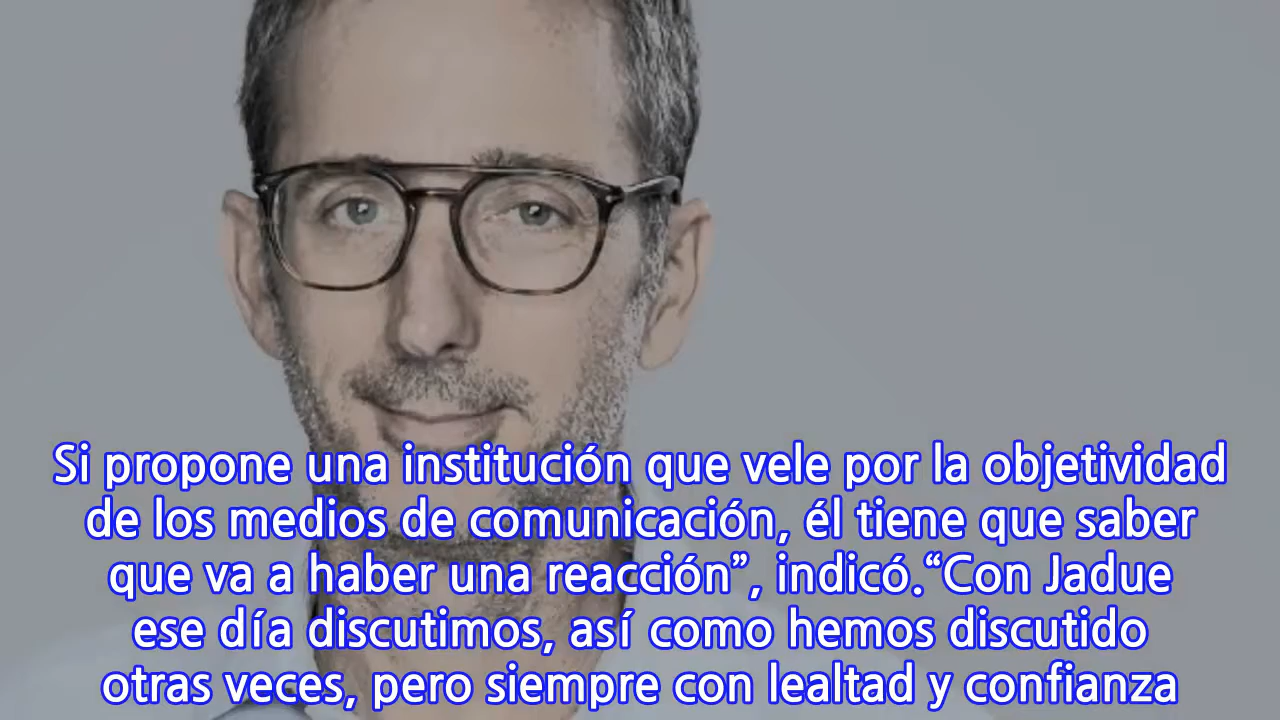 Si propone una institución que vele por la objetividad
de los medios de comunicación, él tiene que saber
que va a haber una reacción”, indicó.“Con Jadue
ese día discutimos, así como hemos discutido
otras veces, pero siempre con lealtad y confianza